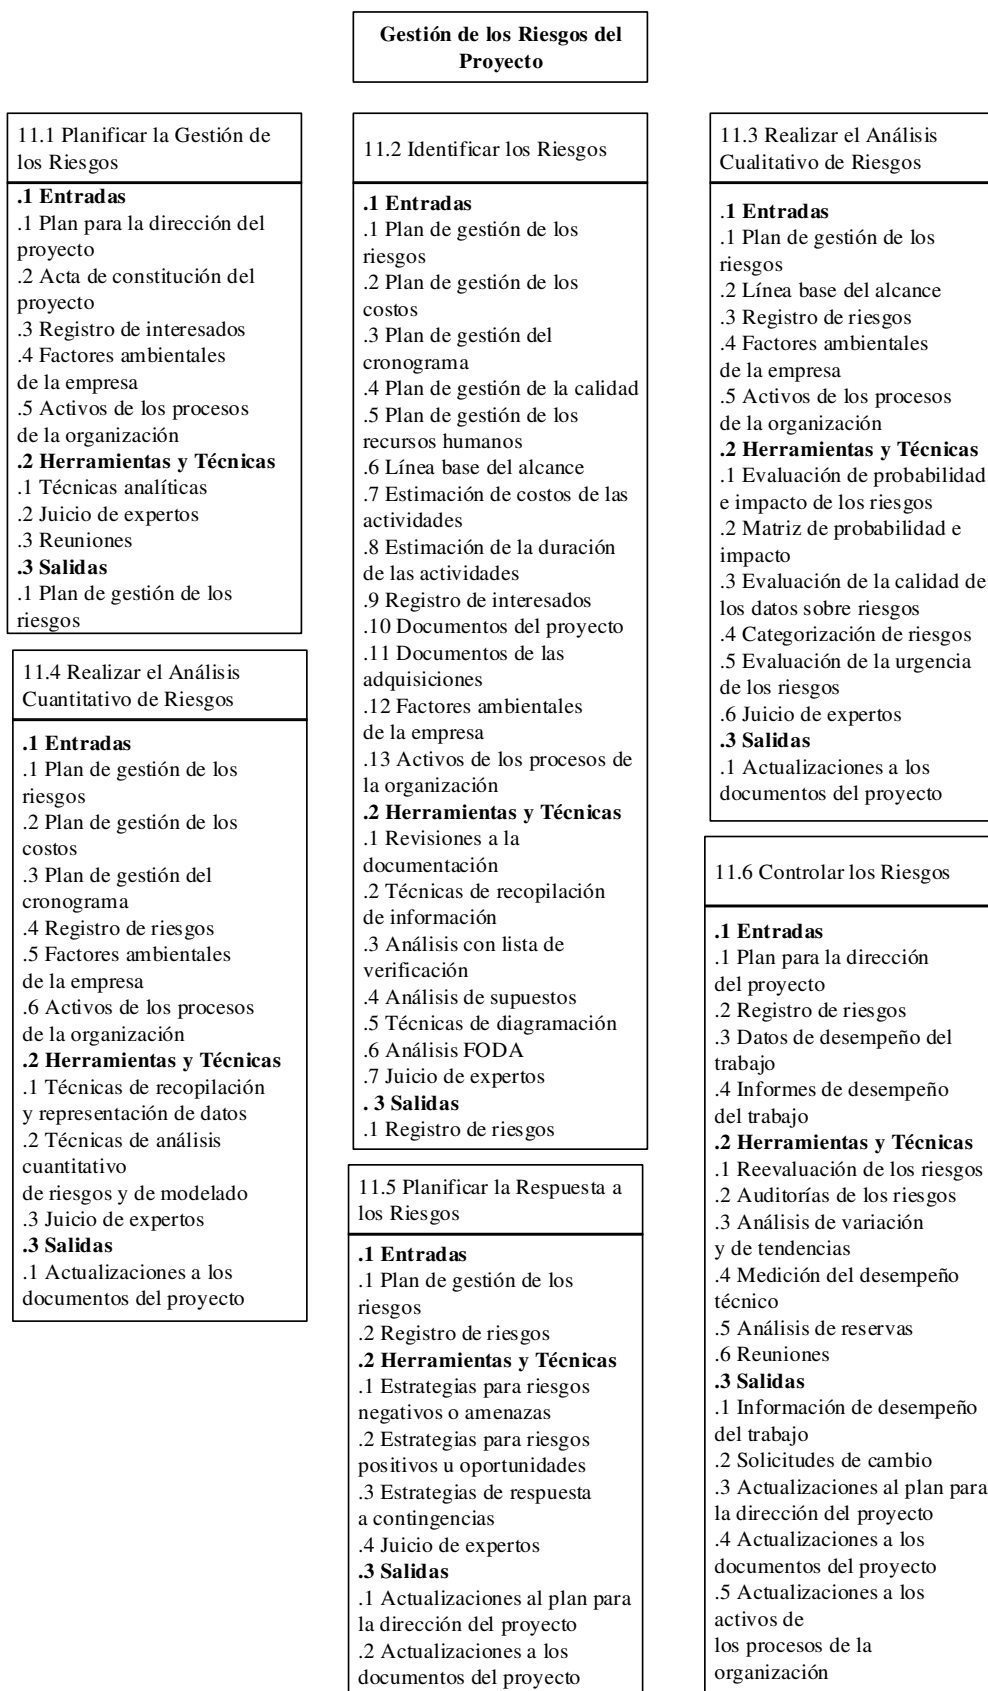 Gestión de los Riesgos del
Proyecto
11.1 Planificar la Gestión de
los Riesgos
.1 Entradas
.1 Plan para la dirección del
proyecto
.2 Acta de constitución del
proyecto
.3 Registro de interesados
.4 Factores ambientales
de la empresa
.5 Activos de los procesos
de la organización
.2 Herramientas y Técnicas
.1 Técnicas analíticas
.2 Juicio de expertos
.3 Reuniones
.3 Salidas
.1 Plan de gestión de los
riesgos
11.2 Identificar los Riesgos
.1 Entradas
.1 Plan de gestión de los
riesgos
.2 Plan de gestión de los
costos
.3 Plan de gestión del
cronograma
.4 Plan de gestión de la calidad
.5 Plan de gestión de los
recursos humanos
.6 Línea base del alcance
.7 Estimación de costos de las
actividades
.8 Estimación de la duración
de las actividades
.9 Registro de interesados
.10 Documentos del proyecto
.11 Documentos de las
adquisiciones
.12 Factores ambientales
de la empresa
.13 Activos de los procesos de
la organización
.2 Herramientas y Técnicas
.1 Revisiones a la
documentación
.2 Técnicas de recopilación
de información
.3 Análisis con lista de
verificación
.4 Análisis de supuestos
.5 Técnicas de diagramación
.6 Análisis FODA
.7 Juicio de expertos
. 3 Salidas
.1 Registro de riesgos
11.3 Realizar el Análisis
Cualitativo de Riesgos
.1 Entradas
.1 Plan de gestión de los
riesgos
.2 Línea base del alcance
.3 Registro de riesgos
.4 Factores ambientales
de la empresa
.5 Activos de los procesos
de la organización
.2 Herramientas y Técnicas
.1 Evaluación de probabilidad
e impacto de los riesgos
.2 Matriz de probabilidad e
impacto
.3 Evaluación de la calidad de
los datos sobre riesgos
.4 Categorización de riesgos
.5 Evaluación de la urgencia
de los riesgos
.6 Juicio de expertos
.3 Salidas
.1 Actualizaciones a los
documentos del proyecto
11.4 Realizar el Análisis
Cuantitativo de Riesgos
.1 Entradas
.1 Plan de gestión de los
riesgos
.2 Plan de gestión de los
costos
.3 Plan de gestión del
cronograma
.4 Registro de riesgos
.5 Factores ambientales
de la empresa
.6 Activos de los procesos
de la organización
.2 Herramientas y Técnicas
.1 Técnicas de recopilación
y representación de datos
.2 Técnicas de análisis
cuantitativo
de riesgos y de modelado
.3 Juicio de expertos
.3 Salidas
.1 Actualizaciones a los
documentos del proyecto
11.5 Planificar la Respuesta a
los Riesgos
.1 Entradas
.1 Plan de gestión de los
riesgos
.2 Registro de riesgos
.2 Herramientas y Técnicas
.1 Estrategias para riesgos
negativos o amenazas
.2 Estrategias para riesgos
positivos u oportunidades
.3 Estrategias de respuesta
a contingencias
.4 Juicio de expertos
.3 Salidas
.1 Actualizaciones al plan para
la dirección del proyecto
.2 Actualizaciones a los
documentos del proyecto
11.6 Controlar los Riesgos
.1 Entradas
.1 Plan para la dirección
del proyecto
.2 Registro de riesgos
.3 Datos de desempeño del
trabajo
.4 Informes de desempeño
del trabajo
.2 Herramientas y Técnicas
.1 Reevaluación de los riesgos
.2 Auditorías de los riesgos
.3 Análisis de variación
y de tendencias
.4 Medición del desempeño
técnico
.5 Análisis de reservas
.6 Reuniones
.3 Salidas
.1 Información de desempeño
del trabajo
.2 Solicitudes de cambio
.3 Actualizaciones al plan para
la dirección del proyecto
.4 Actualizaciones a los
documentos del proyecto
.5 Actualizaciones a los
activos de
los procesos de la
organización